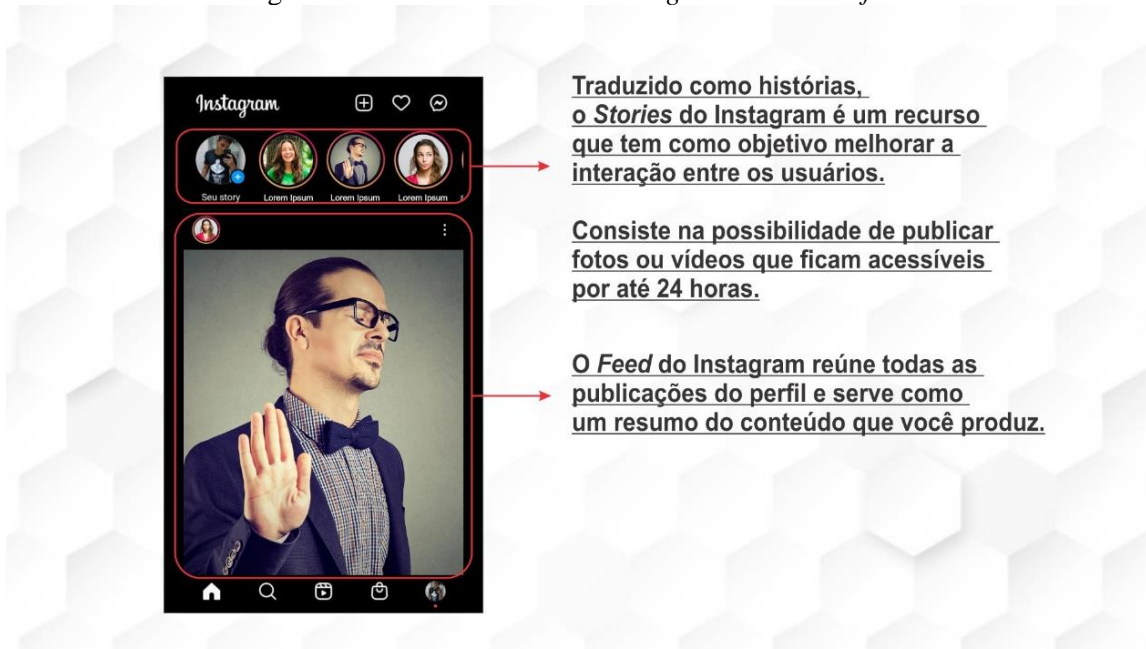 Instagram
Seu story
Lorem Ipsum
Lorem Ipsum
Lorem Ipsum
Traduzido como histórias,
o Stories do Instagram é um recurso
que tem como objetivo melhorar a
interação entre os usuários.
Consiste na possibilidade de publicar
fotos ou vídeos que ficam acessíveis
por até 24 horas.
O Feed do Instagram reúne todas as
publicações do perfil e serve como
um resumo do conteúdo que você produz.